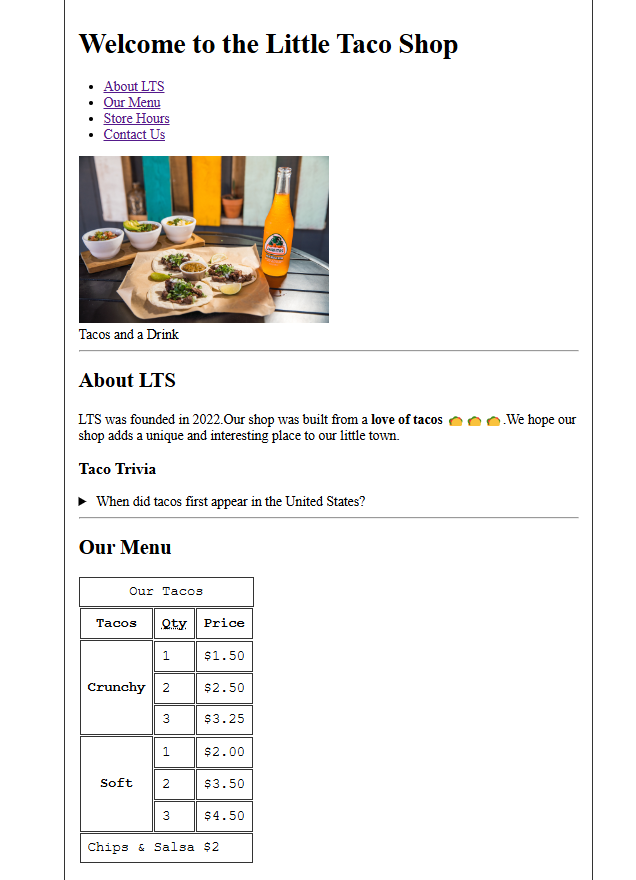 Welcome to the Little Taco Shop
About LTS
Our Menu
Store Hours
Contact Us
Tacos and a Drink
About LTS
LTS was founded in 2022.Our shop was built from a love of tacos 🌮 🌮 🌮 .We hope our
shop adds a unique and interesting place to our little town.
Taco Trivia
When did tacos first appear in the United States?
Our Menu
Our Tacos
Tacos Qty Price
Crunchy
1 $1.50
2 $2.50
3 $3.25
Soft
1 $2.00
2 $3.50
3 $4.50
Chips & Salsa $2